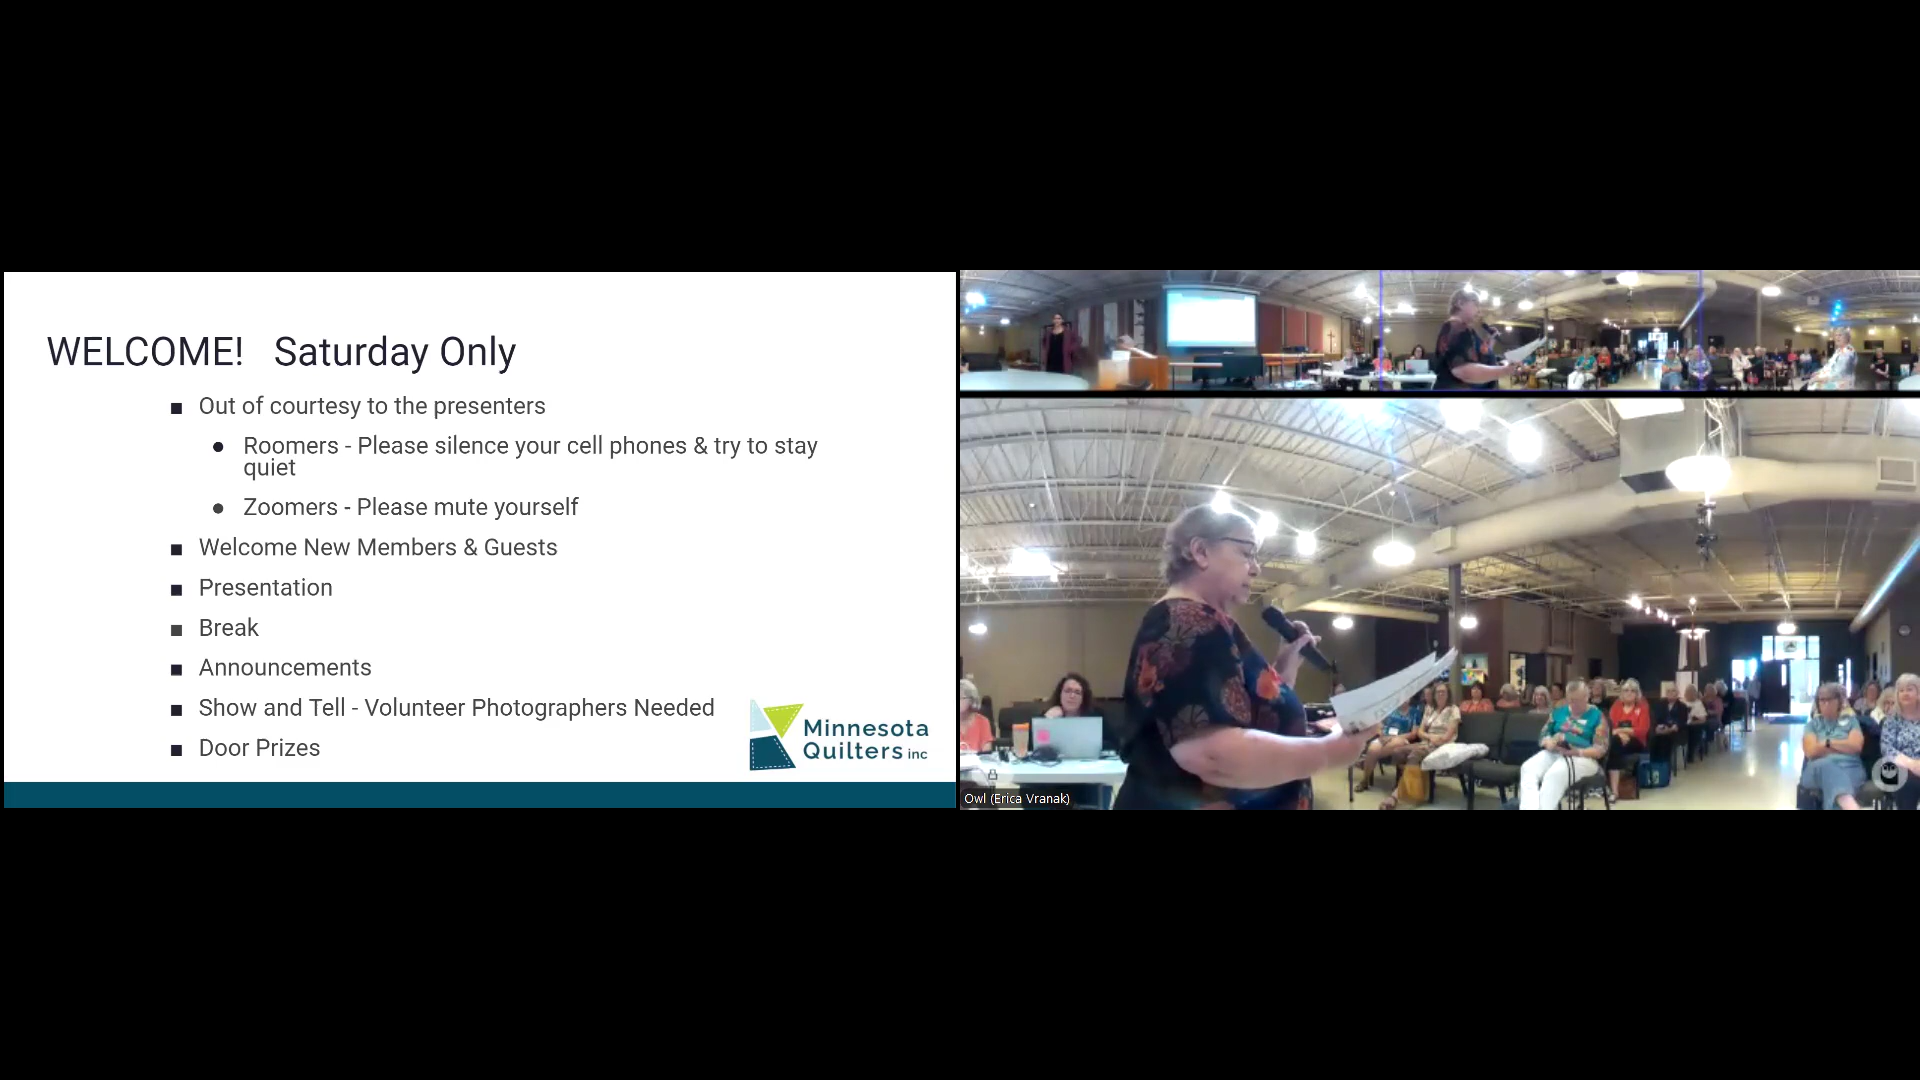 WELCOME! Saturday Only
■ Out of courtesy to the presenters
● Roomers - Please silence your cell phones & try to stay
quiet
● Zoomers - Please mute yourself
■ Welcome New Members & Guests
■ Presentation
■ Break
■ Announcements
■ Show and Tell - Volunteer Photographers Needed
■ Door Prizes
Minnesota
Quilters inc
Owl (Erica Vranak)